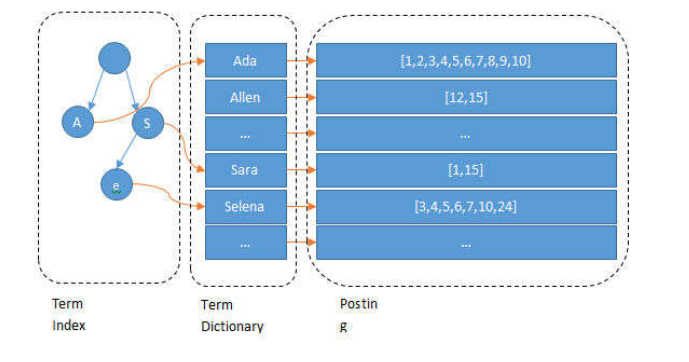 A
S
e
Ada
[1,2,3,4,5,6,7,8,9,10]
Allen
[12,15]
...
...
Sara
[1,15]
Selena
[3,4,5,6,7,10,24]
...
...
Term
Index
Term
Dictionary
Postin
g